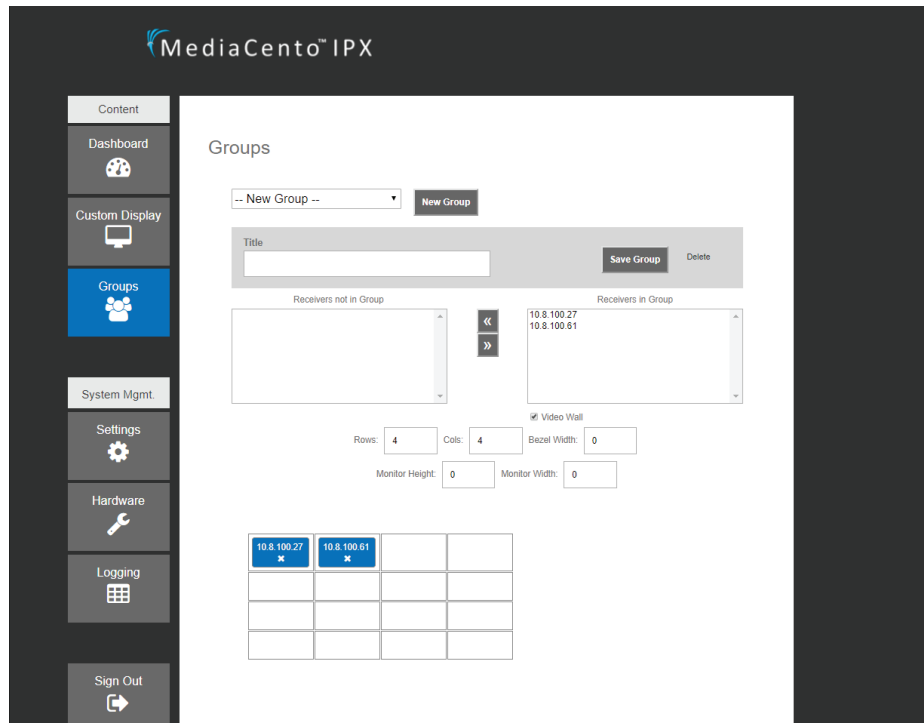 MediaCento™ IPX
Content
Dashboard
Custom Display
Groups
System Mgmt.
Settings
Hardware
Logging
Sign Out
Groups
-- New Group --
New Group
Title
Save Group
Delete
Receivers not in Group
«
»
Receivers in Group
10.8.100.27
10.8.100.61
Video Wall
Rows: 4 Cols: 4 Bezel Width: 0
Monitor Height: 0 Monitor Width: 0
10.8.100.27 10.8.100.61
✖ ✖